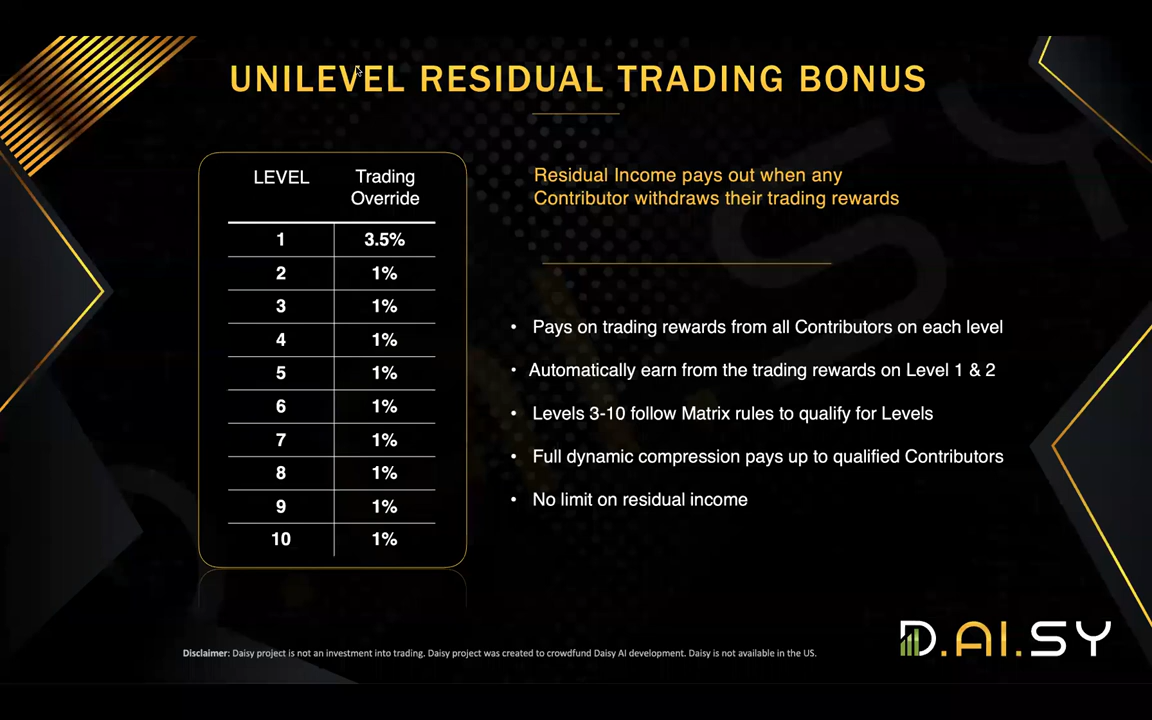 UNILEVEL RESIDUAL TRADING BONUS
LEVEL Trading Override
1 3.5%
2 1%
3 1%
4 1%
5 1%
6 1%
7 1%
8 1%
9 1%
10 1%
Residual Income pays out when any
Contributor withdraws their trading rewards
• Pays on trading rewards from all Contributors on each level
• Automatically earn from the trading rewards on Level 1 & 2
• Levels 3-10 follow Matrix rules to qualify for Levels
• Full dynamic compression pays up to qualified Contributors
• No limit on residual income
Disclaimer: Daisy project is not an investment into trading. Daisy project was created to crowdfund Daisy AI development. Daisy is not available in the US.
D.AI.SY